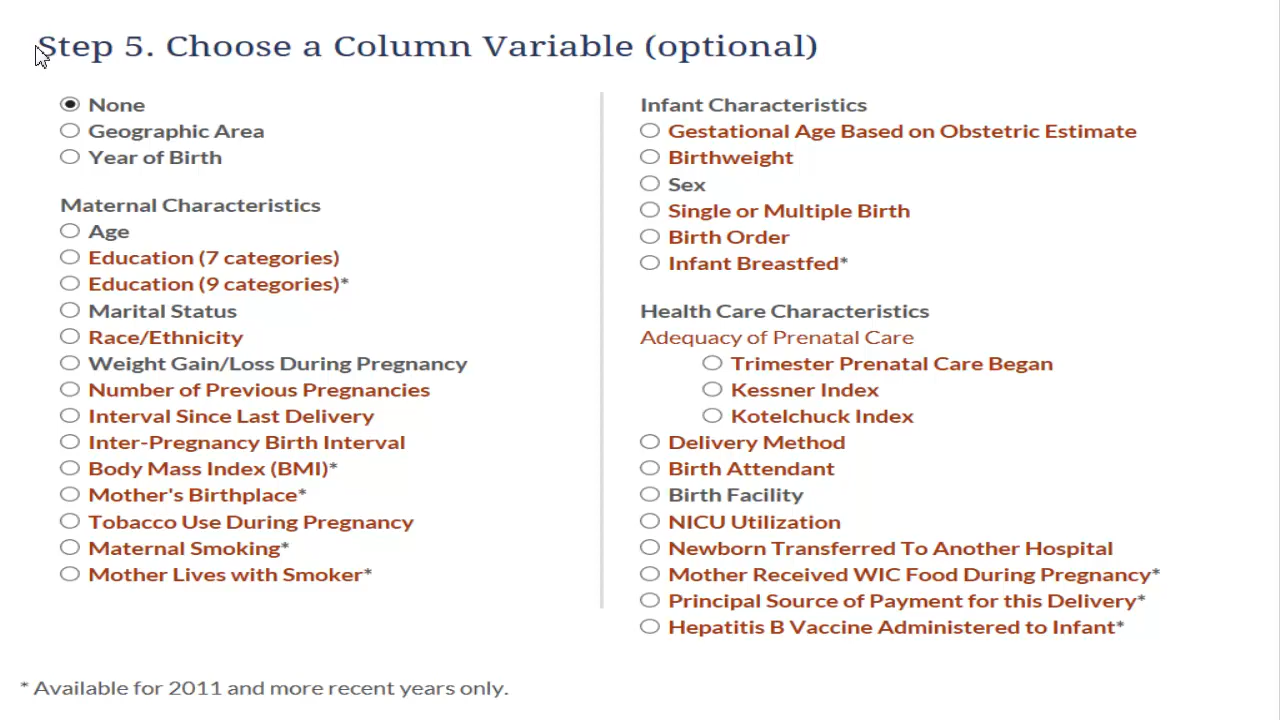 Step 5. Choose a Column Variable (optional)
None
Geographic Area
Year of Birth
Maternal Characteristics
Age
Education (7 categories)
Education (9 categories)*
Marital Status
Race/Ethnicity
Weight Gain/Loss During Pregnancy
Number of Previous Pregnancies
Interval Since Last Delivery
Inter-Pregnancy Birth Interval
Body Mass Index (BMI)*
Mother's Birthplace*
Tobacco Use During Pregnancy
Maternal Smoking*
Mother Lives with Smoker*
Infant Characteristics
Gestational Age Based on Obstetric Estimate
Birthweight
Sex
Single or Multiple Birth
Birth Order
Infant Breastfed*
Health Care Characteristics
Adequacy of Prenatal Care
Trimester Prenatal Care Began
Kessner Index
Kotelchuck Index
Delivery Method
Birth Attendant
Birth Facility
NICU Utilization
Newborn Transferred To Another Hospital
Mother Received WIC Food During Pregnancy*
Principal Source of Payment for this Delivery*
Hepatitis B Vaccine Administered to Infant*
* Available for 2011 and more recent years only.